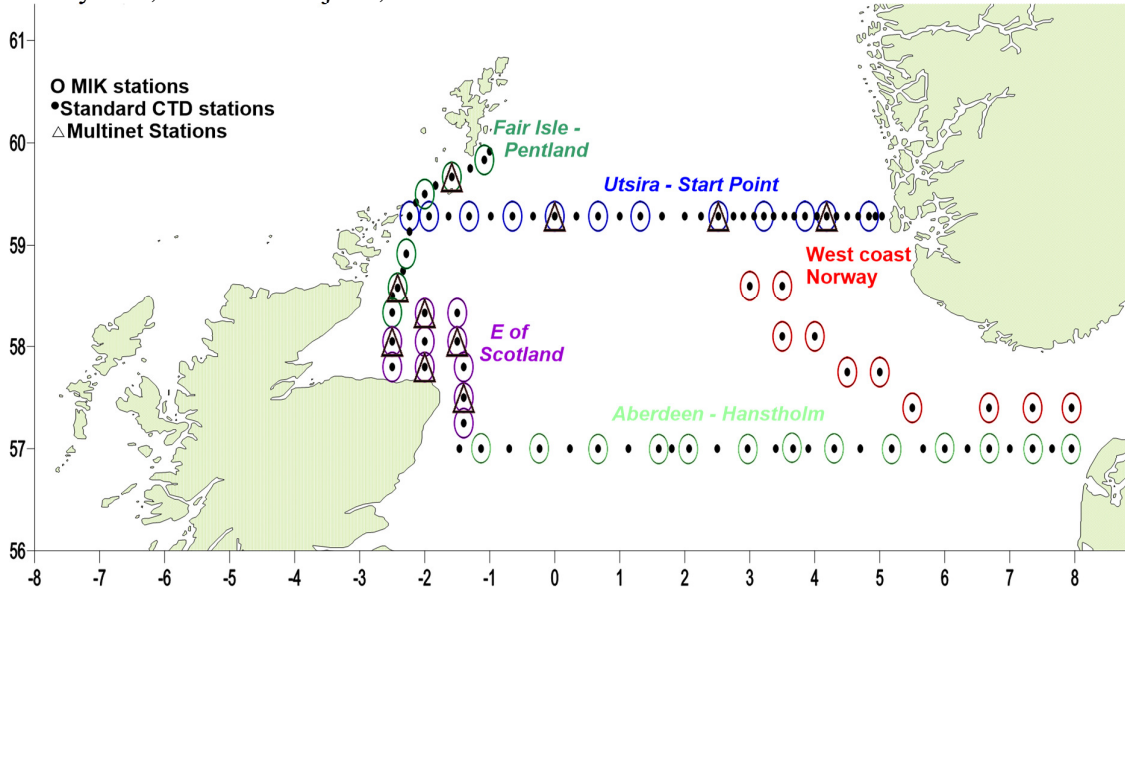 61
O MIK stations
•Standard CTD stations
△Multinet Stations
60
Fair Isle -
Pentland
Utsira - Start Point
59
West coast
Norway
58
E of
Scotland
Aberdeen - Hanstholm
57
56
-8 -7 -6 -5 -4 -3 -2 -1 0 1 2 3 4 5 6 7 8